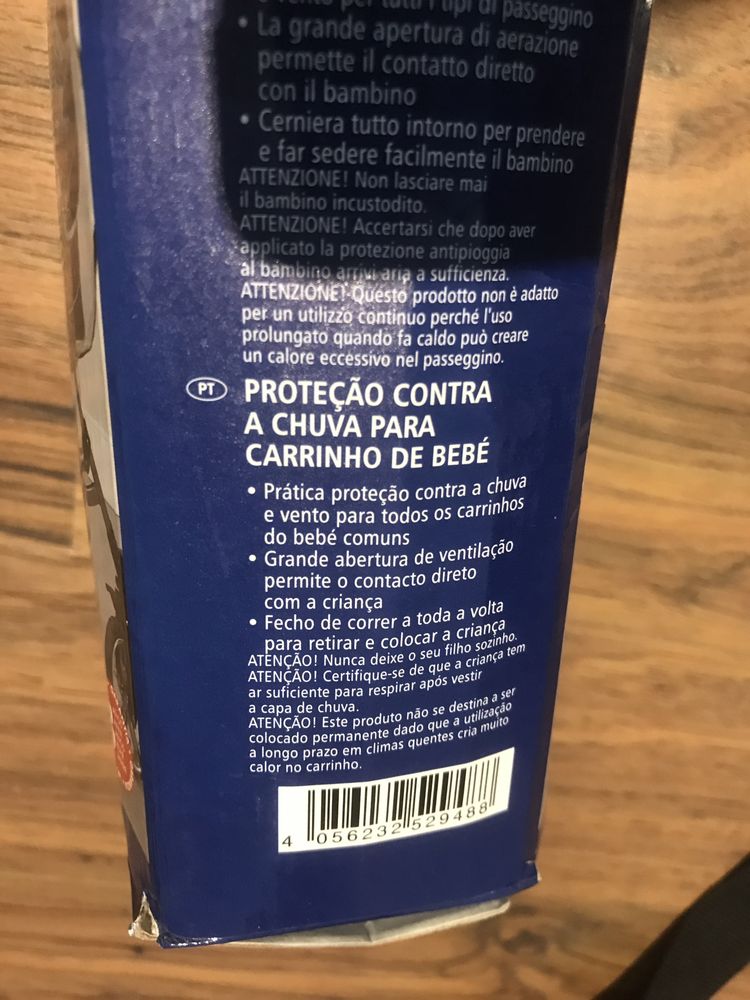 vento per tutti i tipi di passeggino
• La grande apertura di aerazione
permette il contatto diretto
con il bambino
• Cerniera tutto intorno per prendere
e far sedere facilmente il bambino
ATTENZIONE! Non lasciare mai
il bambino incustodito.
ATTENZIONE! Accertarsi che dopo aver
applicato la protezione antipioggia
al bambino arrivi aria a sufficienza.
ATTENZIONE! Questo prodotto non è adatto
per un utilizzo continuo perché l'uso
prolungato quando fa caldo può creare
un calore eccessivo nel passeggino.
PT PROTEÇÃO CONTRA
A CHUVA PARA
CARRINHO DE BEBÉ
• Prática proteção contra a chuva
e vento para todos os carrinhos
do bebé comuns
• Grande abertura de ventilação
permite o contacto direto
com a criança
• Fecho de correr a toda a volta
para retirar e colocar a criança
ATENÇÃO! Nunca deixe o seu filho sozinho.
ATENÇÃO! Certifique-se de que a criança tem
ar suficiente para respirar após vestir
a capa de chuva.
ATENÇÃO! Este produto não se destina a ser
colocado permanente dado que a utilização
a longo prazo em climas quentes cria muito
calor no carrinho.
4 056232 529488